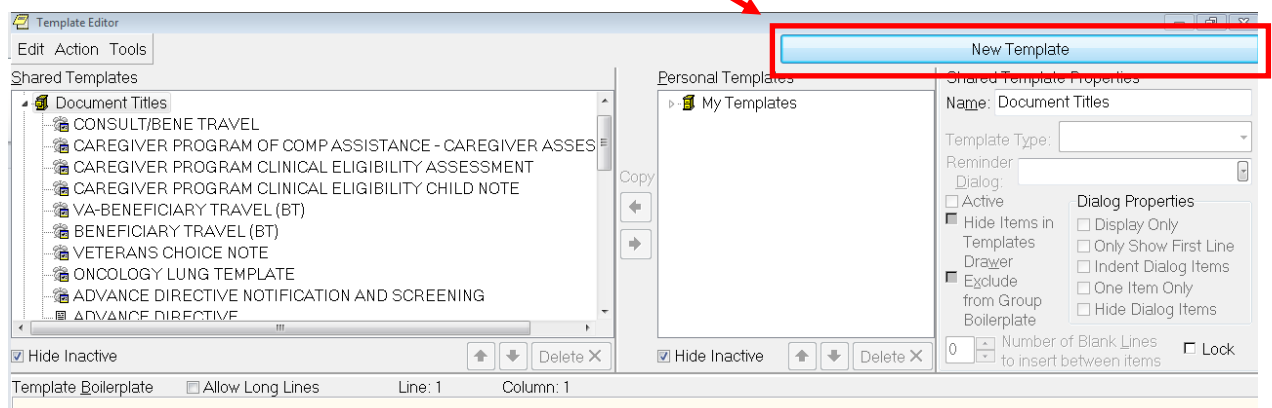 Template Editor
Edit Action Tools
New Template
Shared Templates
Document Titles
CONSULT/BENE TRAVEL
CAREGIVER PROGRAM OF COMP ASSISTANCE - CAREGIVER ASSES
CAREGIVER PROGRAM CLINICAL ELIGIBILITY ASSESSMENT
CAREGIVER PROGRAM CLINICAL ELIGIBILITY CHILD NOTE
VA-BENEFICIARY TRAVEL (BT)
BENEFICIARY TRAVEL (BT)
VETERANS CHOICE NOTE
ONCOLOGY LUNG TEMPLATE
ADVANCE DIRECTIVE NOTIFICATION AND SCREENING
ADVANCE DIRECTIVE
Hide Inactive
Delete
Copy
Personal Templates
My Templates
Hide Inactive
Delete
Shared Template Properties
Name: Document Titles
Template Type:
Reminder
Dialog:
Active
Hide Items in
Templates
Drawer
Exclude
from Group
Boilerplate
Dialog Properties
Display Only
Only Show First Line
Indent Dialog Items
One Item Only
Hide Dialog Items
0 Number of Blank Lines
to insert between items
Lock
Template Boilerplate Allow Long Lines Line: 1 Column: 1